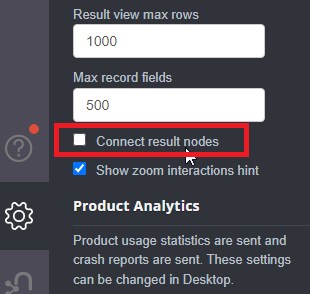 Result view max rows
1000
Max record fields
500
Connect result nodes
Show zoom interactions hint
Product Analytics
Product usage statistics are sent and
crash reports are sent. These settings
can be changed in Desktop.